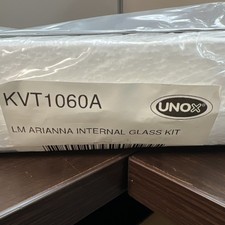 KVT1060A
UNOX®
LM ARIANNA INTERNAL GLASS KIT